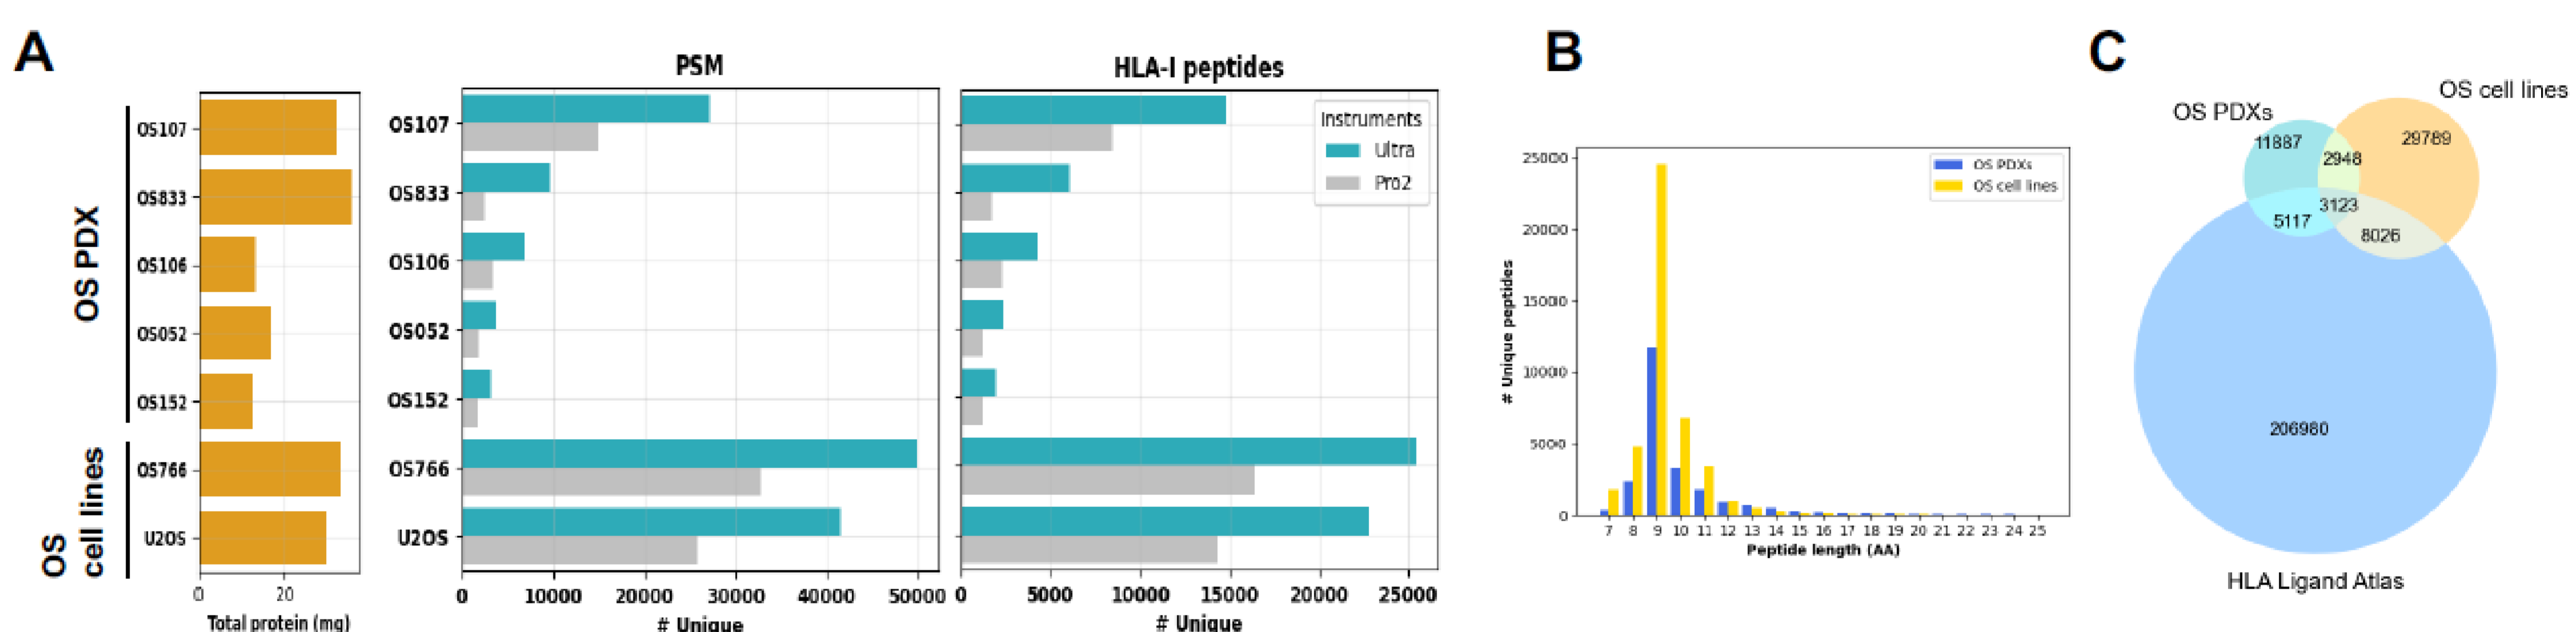 A
OS PDX
OS
cell lines
OS107
OS833
OS106
OS052
OS152
OS766
U2OS
0 20
Total protein (mg)
PSM
OS107
OS833
OS106
OS052
OS152
OS766
U2OS
0 10000 20000 30000 40000 50000
# Unique
HLA-I peptides
Instruments
Ultra
Pro2
0 5000 10000 15000 20000 25000
# Unique
B
# Unique peptides
25000
20000
15000
10000
5000
0
OS PDXs
OS cell lines
7 8 9 10 11 12 13 14 15 16 17 18 19 20 21 22 23 24 25
Peptide length (AA)
C
OS cell lines
OS PDXs
11887
29789
2948
3123
5117
8026
206980
HLA Ligand Atlas